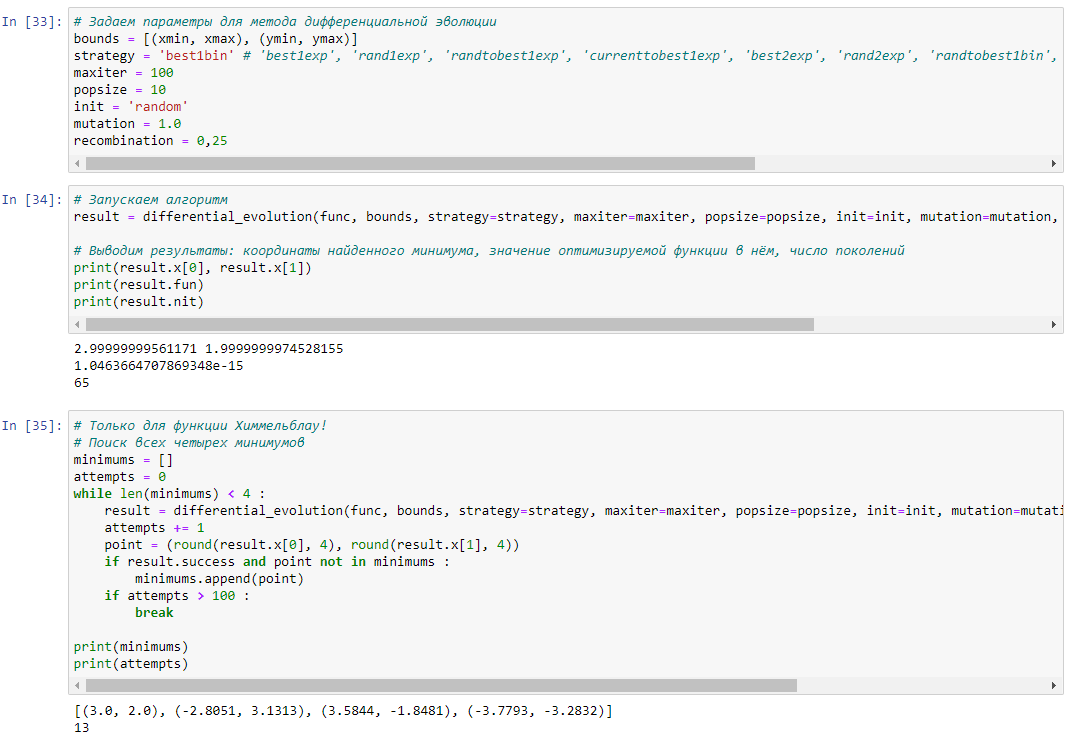 In [33]:
# Задаем параметры для метода дифференциальной эволюции
bounds = [(xmin, xmax), (ymin, ymax)]
strategy = 'best1bin' # 'best1exp', 'rand1exp', 'randtobest1exp', 'currenttobest1exp', 'best2exp', 'rand2exp', 'randtobest1bin',
maxiter = 100
popsize = 10
init = 'random'
mutation = 1.0
recombination = 0,25
In [34]:
# Запускаем алгоритм
result = differential_evolution(func, bounds, strategy=strategy, maxiter=maxiter, popsize=popsize, init=init, mutation=mutation,
# Выводим результаты: координаты найденного минимума, значение оптимизируемой функции в нём, число поколений
print(result.x[0], result.x[1])
print(result.fun)
print(result.nit)
2.99999999561171 1.9999999974528155
1.0463664707869348e-15
65
In [35]:
# Только для функции Химмельблау!
# Поиск всех четырех минимумов
minimums = []
attempts = 0
while len(minimums) < 4 :
    result = differential_evolution(func, bounds, strategy=strategy, maxiter=maxiter, popsize=popsize, init=init, mutation=mutati
    attempts += 1
    point = (round(result.x[0], 4), round(result.x[1], 4))
    if result.success and point not in minimums :
        minimums.append(point)
    if attempts > 100 :
        break
print(minimums)
print(attempts)
[(3.0, 2.0), (-2.8051, 3.1313), (3.5844, -1.8481), (-3.7793, -3.2832)]
13